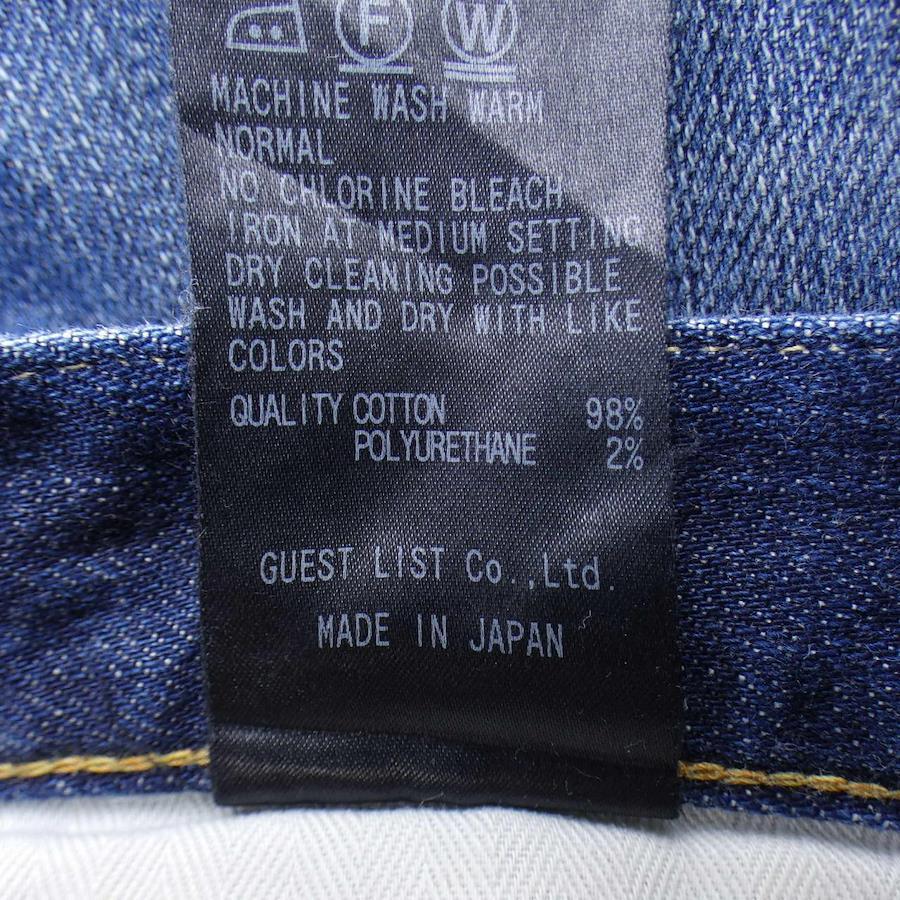 F W
MACHINE WASH WARM
NORMAL
NO CHLORINE BLEACH
IRON AT MEDIUM SETTING
DRY CLEANING POSSIBLE
WASH AND DRY WITH LIKE
COLORS
QUALITY COTTON 98%
POLYURETHANE 2%
GUEST LIST Co.,Ltd.
MADE IN JAPAN